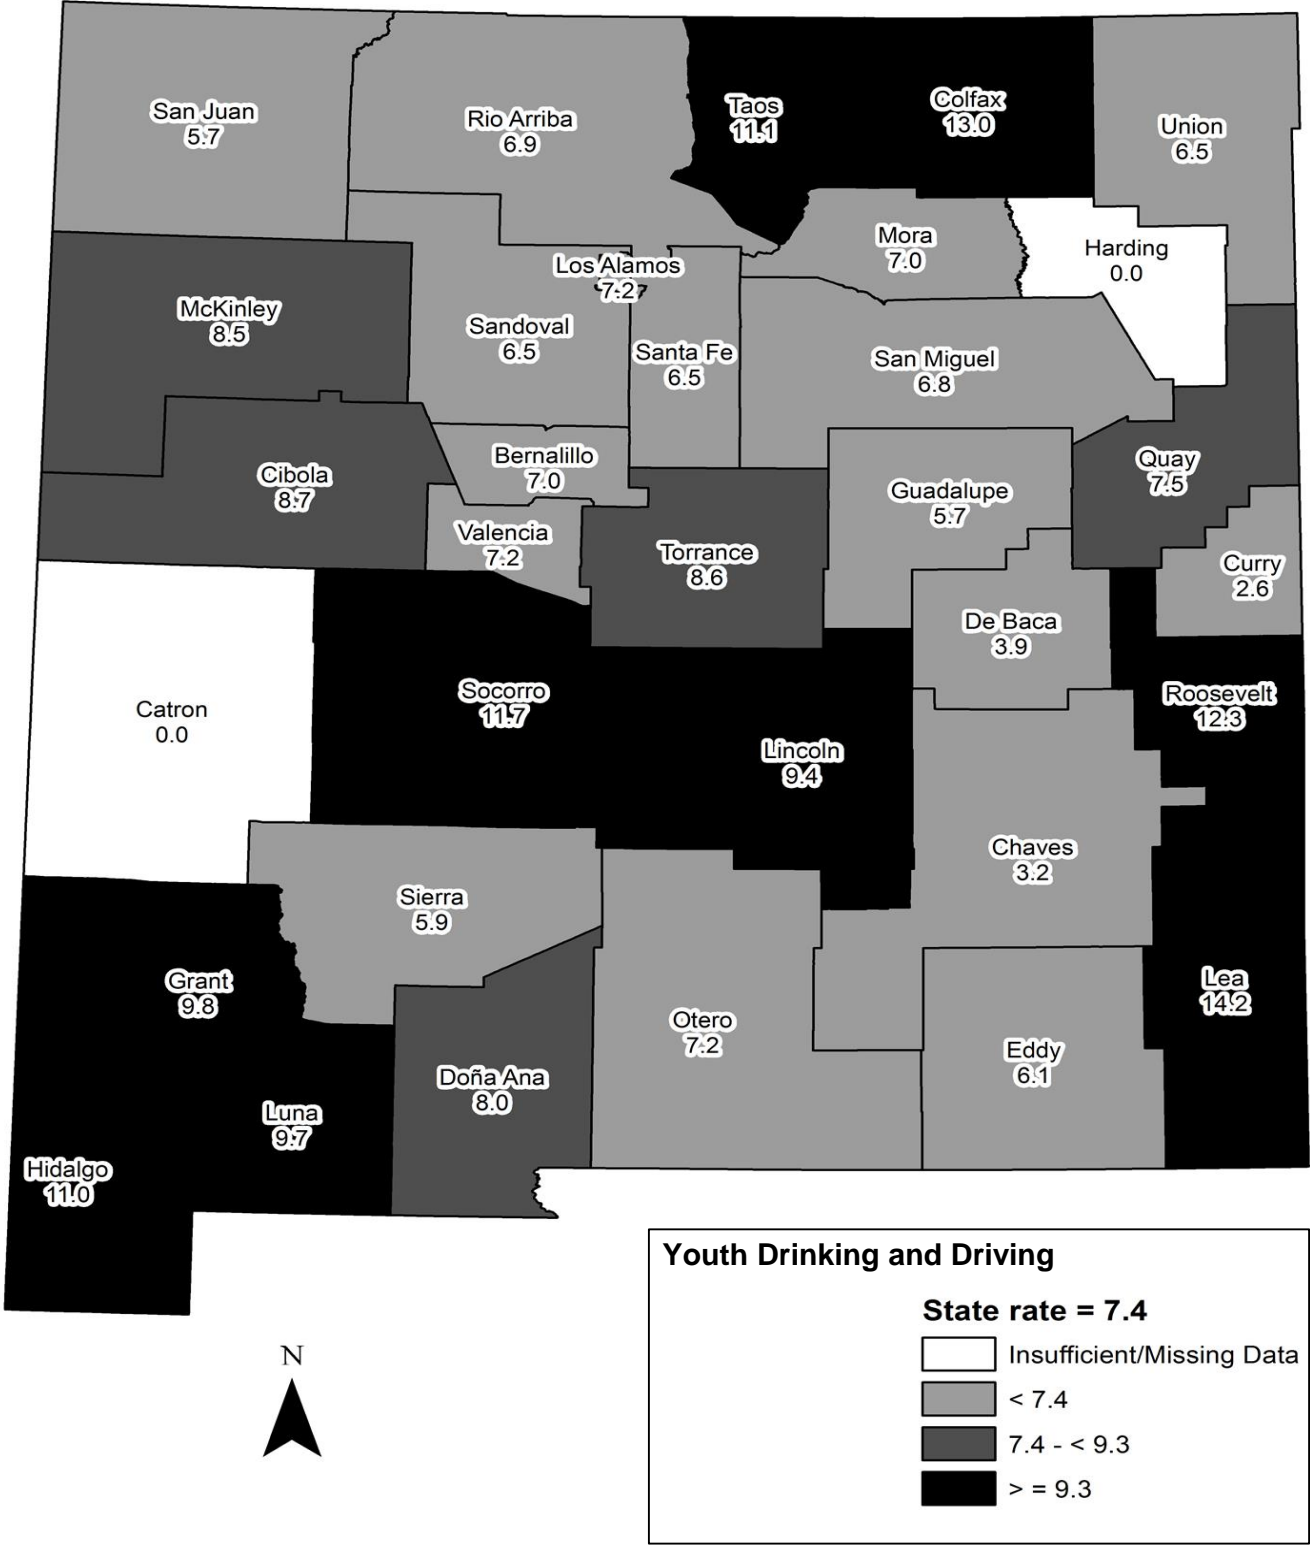 San Juan
5.7
Rio Arriba
6.9
Taos
11.1
Colfax
13.0
Union
6.5
Mora
7.0
Harding
0.0
Los Alamos
7.2
McKinley
8.5
Sandoval
6.5
Santa Fe
6.5
San Miguel
6.8
Cibola
8.7
Bernalillo
7.0
Quay
7.5
Guadalupe
5.7
Valencia
7.2
Torrance
8.6
Curry
2.6
De Baca
3.9
Catron
0.0
Socorro
11.7
Roosevelt
12.3
Lincoln
9.4
Chaves
3.2
Sierra
5.9
Grant
9.8
Lea
14.2
Otero
7.2
Eddy
6.1
Doña Ana
8.0
Luna
9.7
Hidalgo
11.0
Youth Drinking and Driving
State rate = 7.4
Insufficient/Missing Data
< 7.4
7.4 - < 9.3
> = 9.3
N